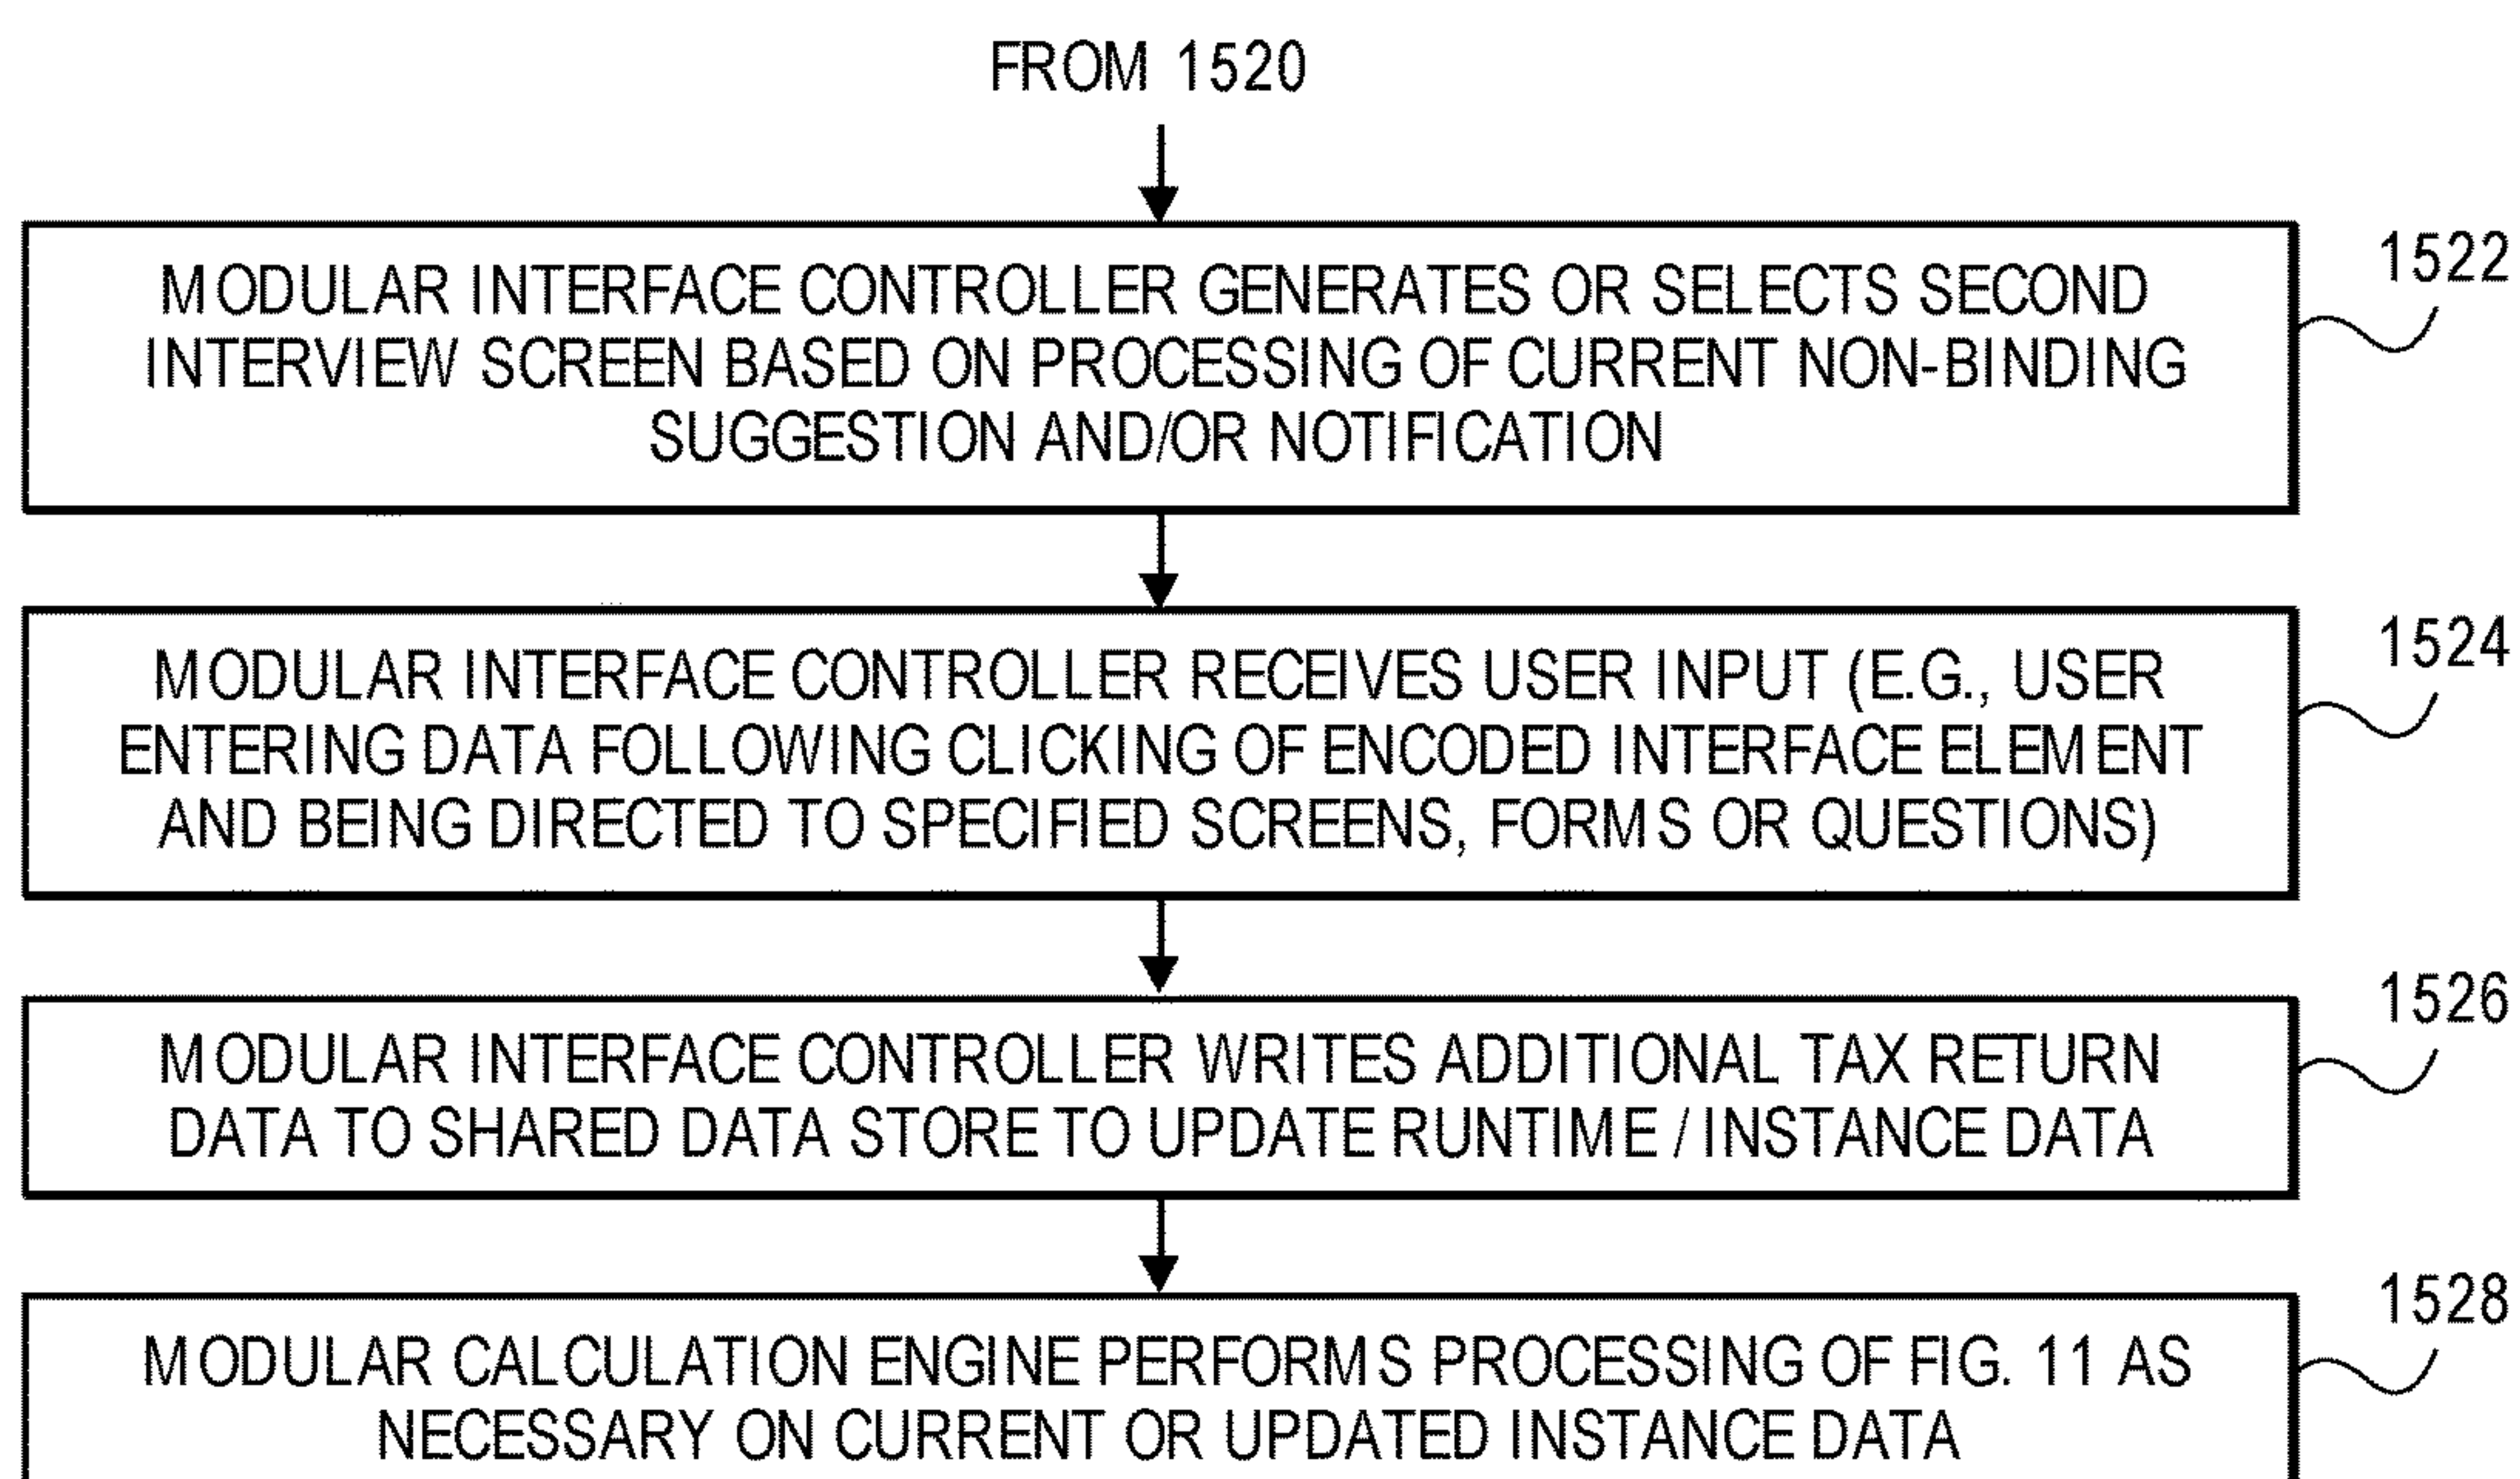 FROM 1520
1522
MODULAR INTERFACE CONTROLLER GENERATES OR SELECTS SECOND
INTERVIEW SCREEN BASED ON PROCESSING OF CURRENT NON-BINDING
SUGGESTION AND/OR NOTIFICATION
1524
MODULAR INTERFACE CONTROLLER RECEIVES USER INPUT (E.G., USER
ENTERING DATA FOLLOWING CLICKING OF ENCODED INTERFACE ELEMENT
AND BEING DIRECTED TO SPECIFIED SCREENS, FORMS OR QUESTIONS)
1526
MODULAR INTERFACE CONTROLLER WRITES ADDITIONAL TAX RETURN
DATA TO SHARED DATA STORE TO UPDATE RUNTIME / INSTANCE DATA
1528
MODULAR CALCULATION ENGINE PERFORMS PROCESSING OF FIG. 11 AS
NECESSARY ON CURRENT OR UPDATED INSTANCE DATA